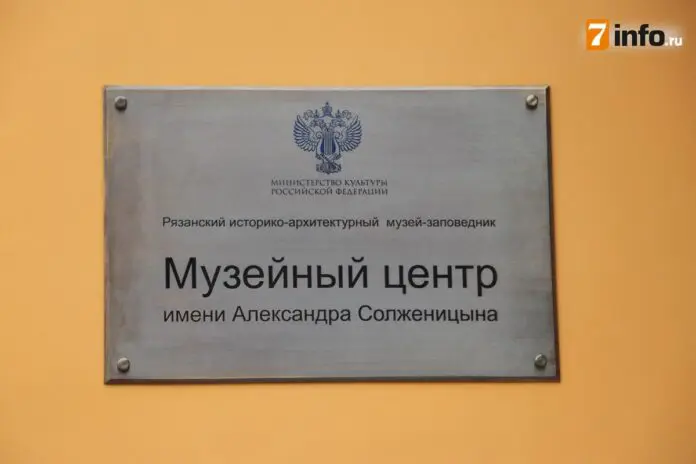 7info.ru
МИНИСТЕРСТВО КУЛЬТУРЫ
РОССИЙСКОЙ ФЕДЕРАЦИИ
Рязанский историко-архитектурный музей-заповедник
Музейный центр
имени Александра Солженицына